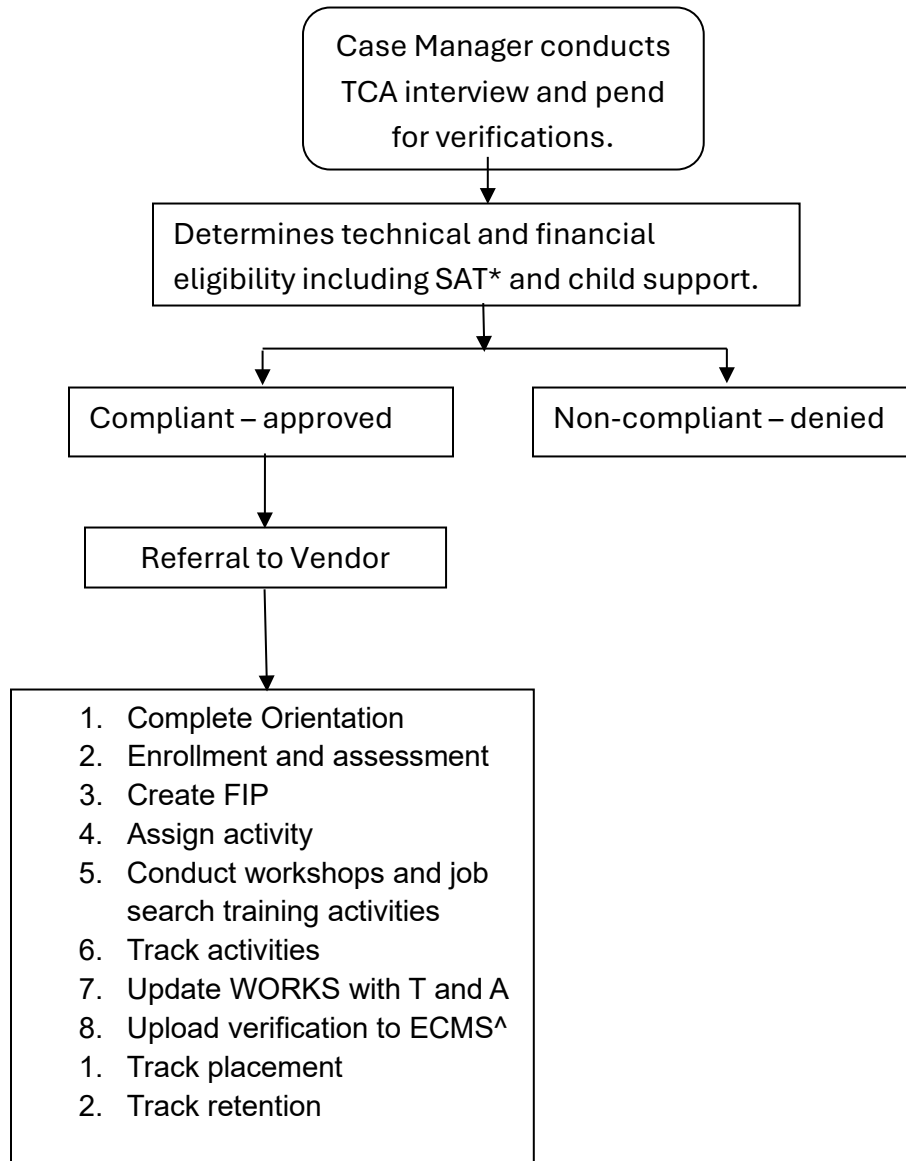 Case Manager conducts
TCA interview and pend
for verifications.
Determines technical and financial
eligibility including SAT* and child support.
Compliant – approved
Non-compliant – denied
Referral to Vendor
1. Complete Orientation
2. Enrollment and assessment
3. Create FIP
4. Assign activity
5. Conduct workshops and job
search training activities
6. Track activities
7. Update WORKS with T and A
8. Upload verification to ECMS^
1. Track placement
2. Track retention